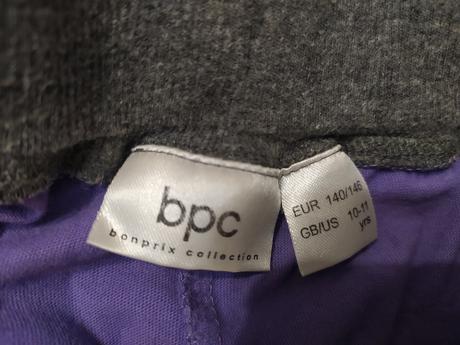 bpc
bonprix collection
EUR 140/146
GB/US 10-11
yrs